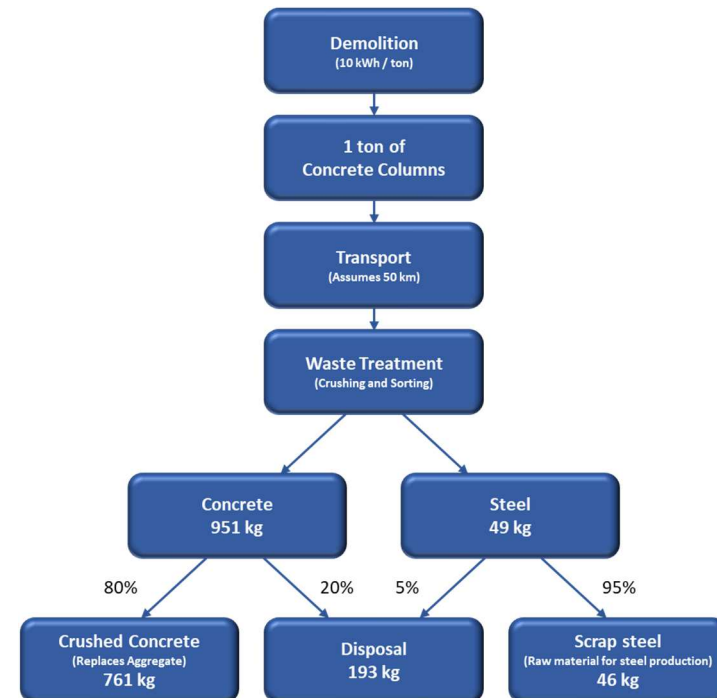 Demolition
(10 kWh / ton)
1 ton of
Concrete Columns
Transport
(Assumes 50 km)
Waste Treatment
(Crushing and Sorting)
Concrete
951 kg
Steel
49 kg
80%
20%
5%
95%
Crushed Concrete
(Replaces Aggregate)
761 kg
Disposal
193 kg
Scrap steel
(Raw material for steel production)
46 kg